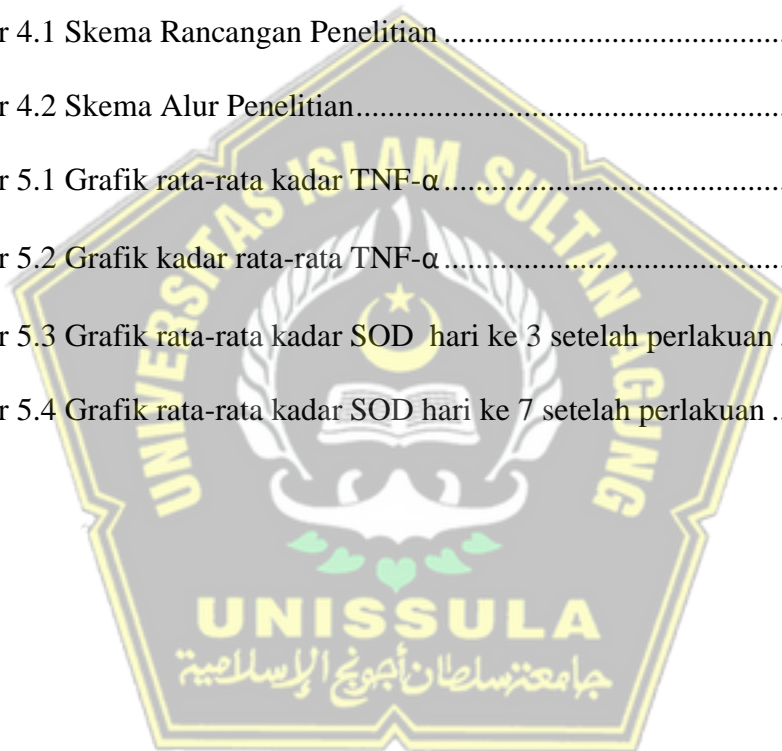 r 4.1 Skema Rancangan Penelitian ..........................................
r 4.2 Skema Alur Penelitian.....................................................
r 5.1 Grafik rata-rata kadar TNF-α ..........................................
r 5.2 Grafik kadar rata-rata TNF-α ..........................................
r 5.3 Grafik rata-rata kadar SOD  hari ke 3 setelah perlakuan .
r 5.4 Grafik rata-rata kadar SOD hari ke 7 setelah perlakuan ..
UNIVERSITAS ISLAM SULTAN AGUNG
UNISSULA
جامعتنسلطان أجونج الإسلامية